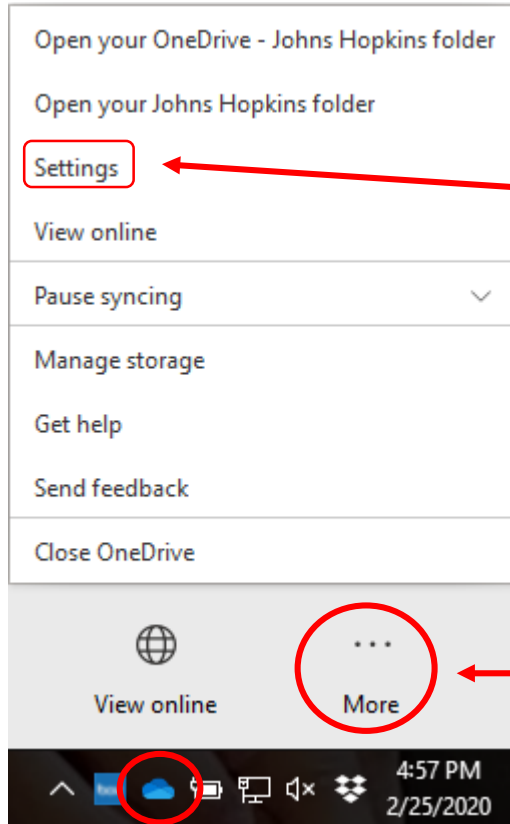 Open your OneDrive - Johns Hopkins folder
Open your Johns Hopkins folder
Settings
View online
Pause syncing
Manage storage
Get help
Send feedback
Close OneDrive
View online
More
4:57 PM
2/25/2020